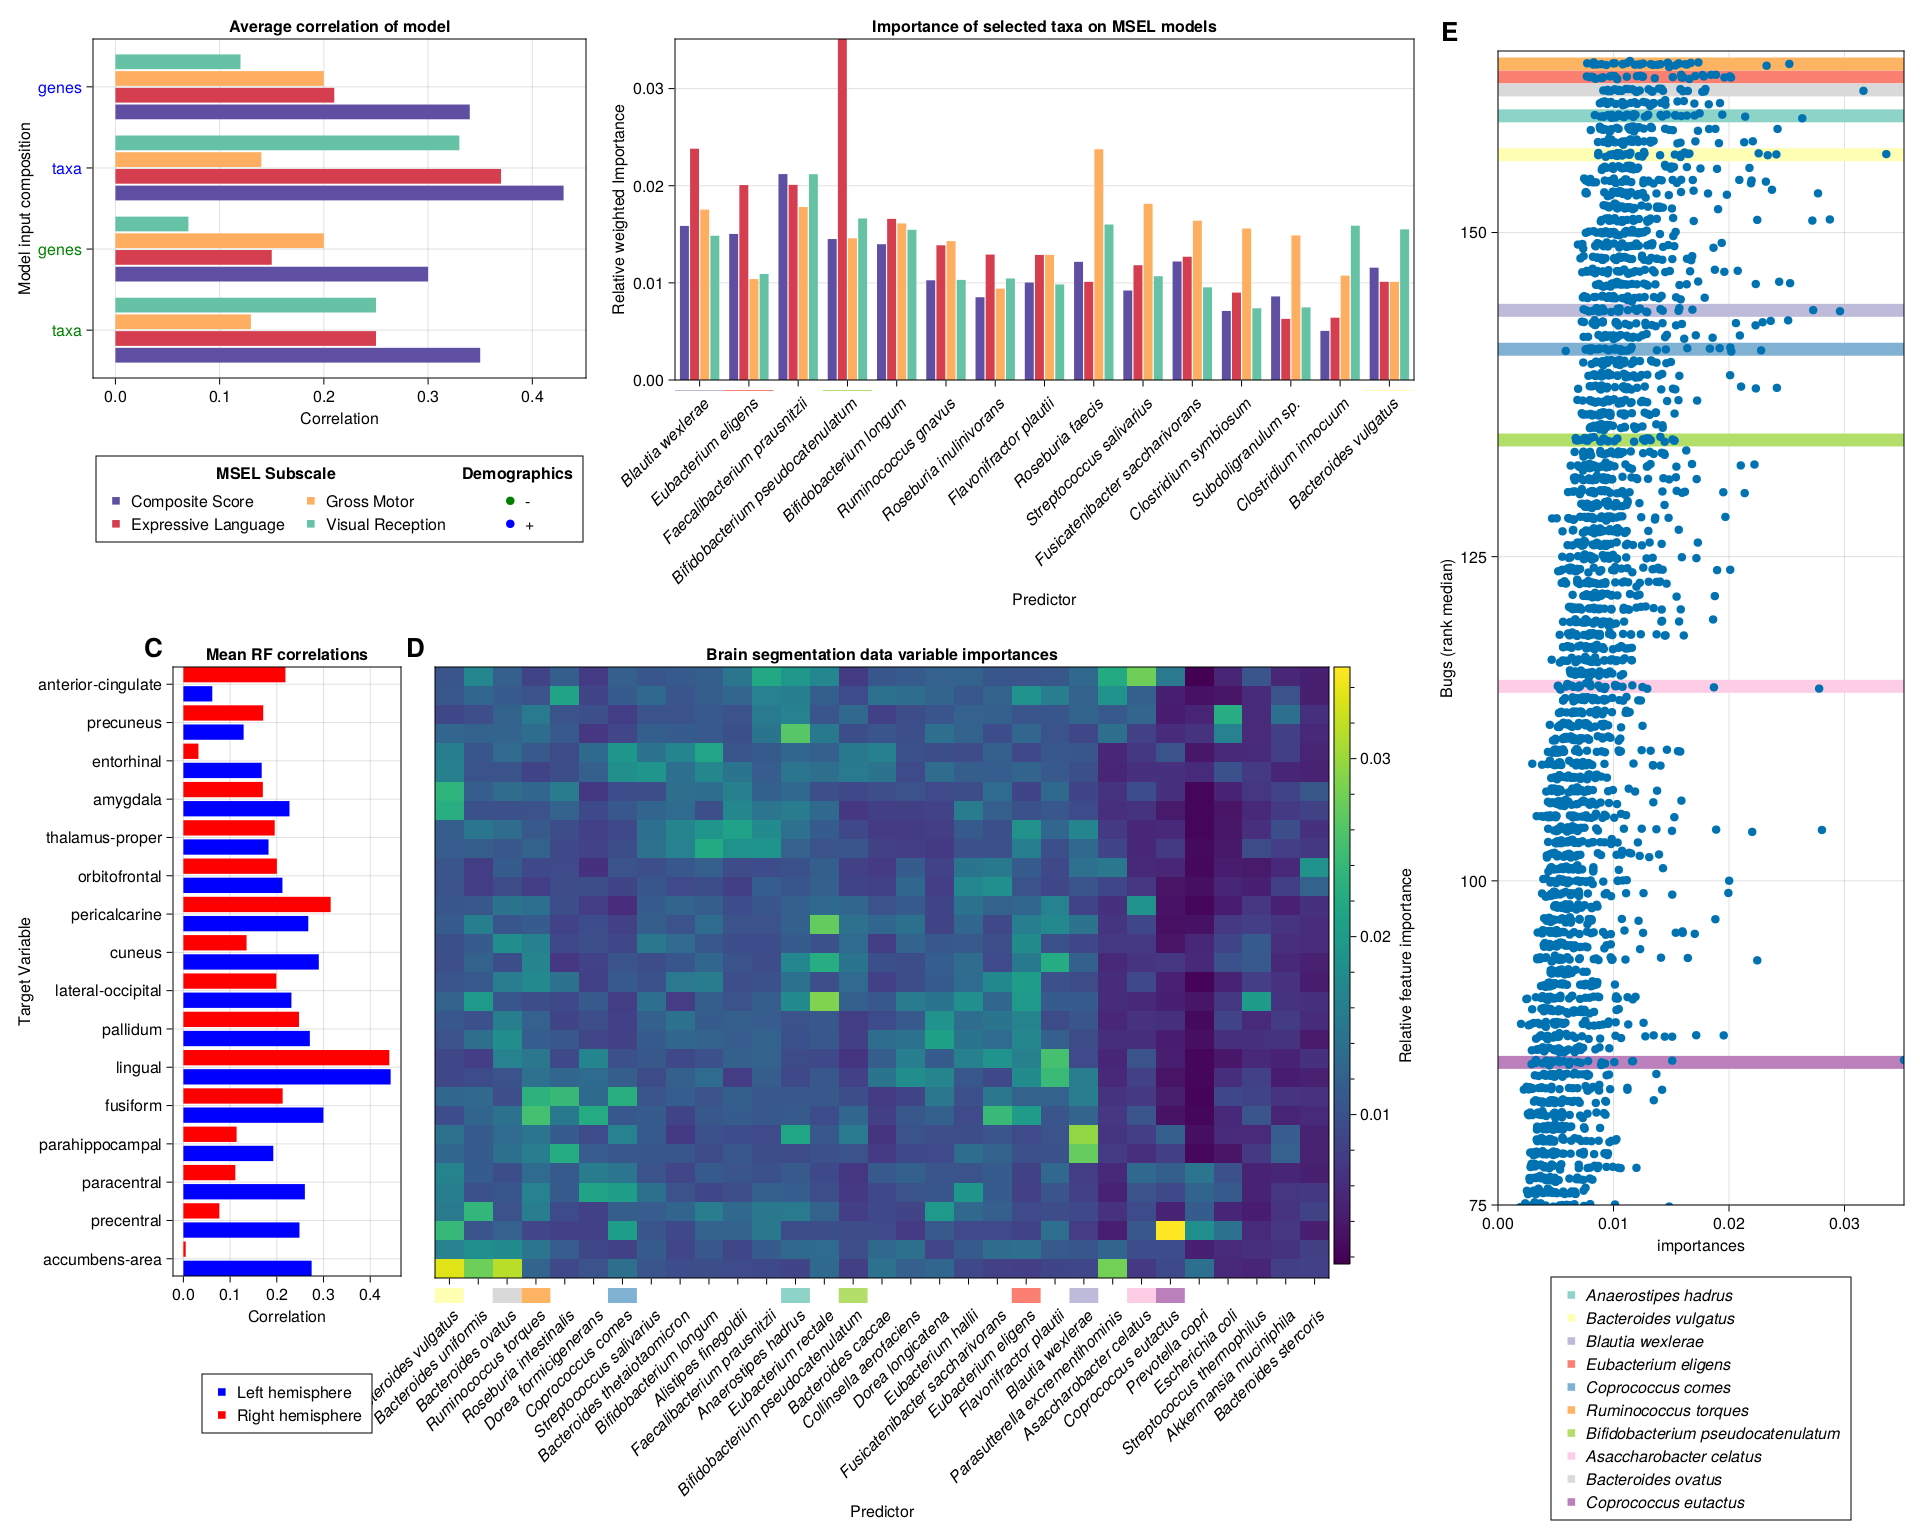 Average correlation of model
Model input composition
genes
taxa
genes
taxa
0.0 0.1 0.2 0.3 0.4
Correlation
MSEL Subscale Demographics
Composite Score Gross Motor -
Expressive Language Visual Reception +
Importance of selected taxa on MSEL models
Relative weighted Importance
0.03
0.02
0.01
0.00
Blautia wexlerae
Eubacterium eligens
Faecalibacterium prausnitzii
Bifidobacterium pseudocatenulatum
Bifidobacterium longum
Ruminococcus gnavus
Roseburia inulinivorans
Flavonifractor plautii
Roseburia faecis
Streptococcus salivarius
Fusicatenibacter saccharivorans
Clostridium symbiosum
Subdoligranulum sp.
Clostridium innocuum
Bacteroides vulgatus
Predictor
C
Mean RF correlations
Target Variable
anterior-cingulate
precuneus
entorhinal
amygdala
thalamus-proper
orbitofrontal
pericalcarine
cuneus
lateral-occipital
pallidum
lingual
fusiform
parahippocampal
paracentral
precentral
accumbens-area
0.0 0.1 0.2 0.3 0.4
Correlation
Left hemisphere
Right hemisphere
D
Brain segmentation data variable importances
teroides vulgatus
Bacteroides uniformis
Bacteroides ovatus
Ruminococcus torques
Roseburia intestinalis
Dorea formicigenerans
Coprococcus comes
Streptococcus salivarius
Bacteroides thetaiotaomicron
Bifidobacterium longum
Alistipes finegoldii
Faecalibacterium prausnitzii
Anaerostipes hadrus
Eubacterium rectale
Bifidobacterium pseudocatenulatum
Bacteroides caccae
Collinsella aerofaciens
Dorea longicatena
Eubacterium hallii
Fusicatenibacter saccharivorans
Eubacterium eligens
Flavonifractor plautii
Blautia wexlerae
Parasutterella excrementihominis
Asaccharobacter celatus
Coprococcus eutactus
Prevotella copri
Escherichia coli
Streptococcus thermophilus
Akkermansia muciniphila
Bacteroides stercoris
Predictor
0.03
0.02
0.01
Relative feature importance
E
Bugs (rank median)
150
125
100
75
0.00 0.01 0.02 0.03
importances
Anaerostipes hadrus
Bacteroides vulgatus
Blautia wexlerae
Eubacterium eligens
Coprococcus comes
Ruminococcus torques
Bifidobacterium pseudocatenulatum
Asaccharobacter celatus
Bacteroides ovatus
Coprococcus eutactus